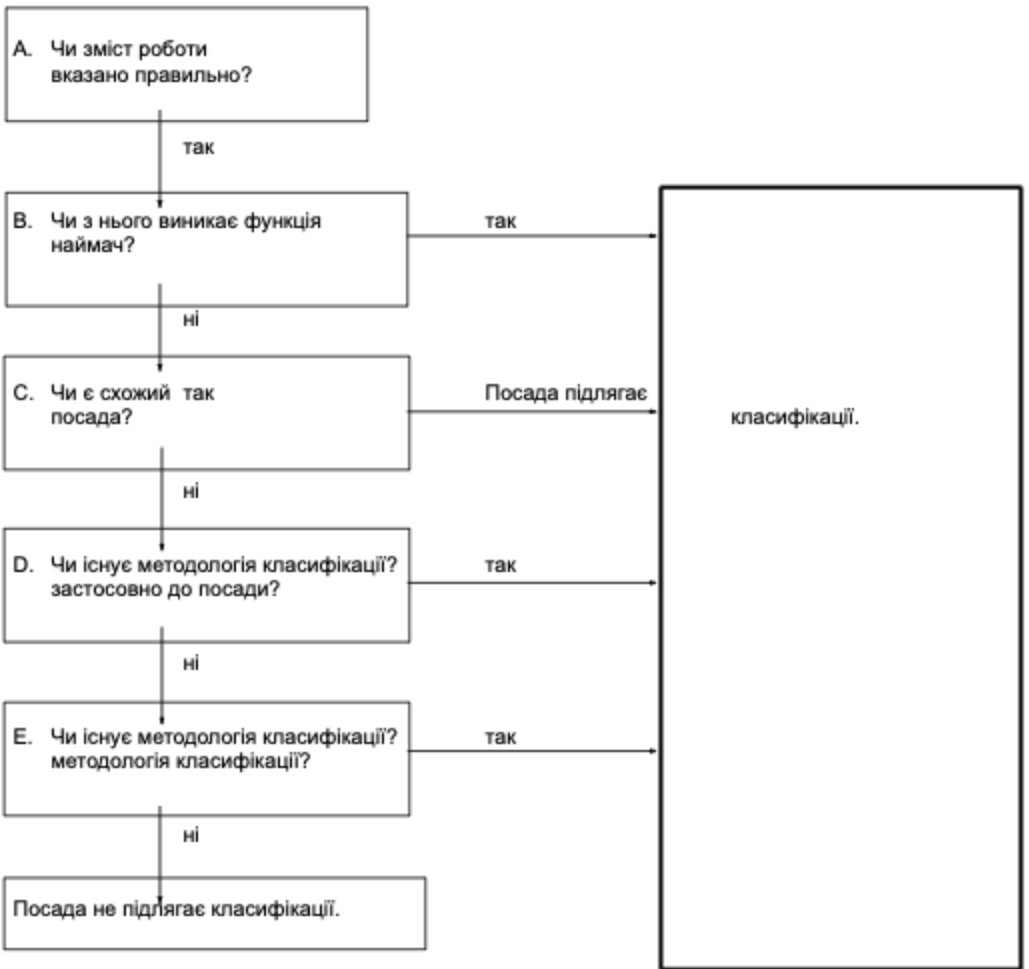 A. Чи зміст роботи
вказано правильно?
так
B. Чи з нього виникає функція
наймач?
так
ні
C. Чи є схожий так
посада?
Посада підлягає
класифікації.
ні
D. Чи існує методологія класифікації?
застосовно до посади?
так
ні
E. Чи існує методологія класифікації?
методологія класифікації?
так
ні
Посада не підлягає класифікації.